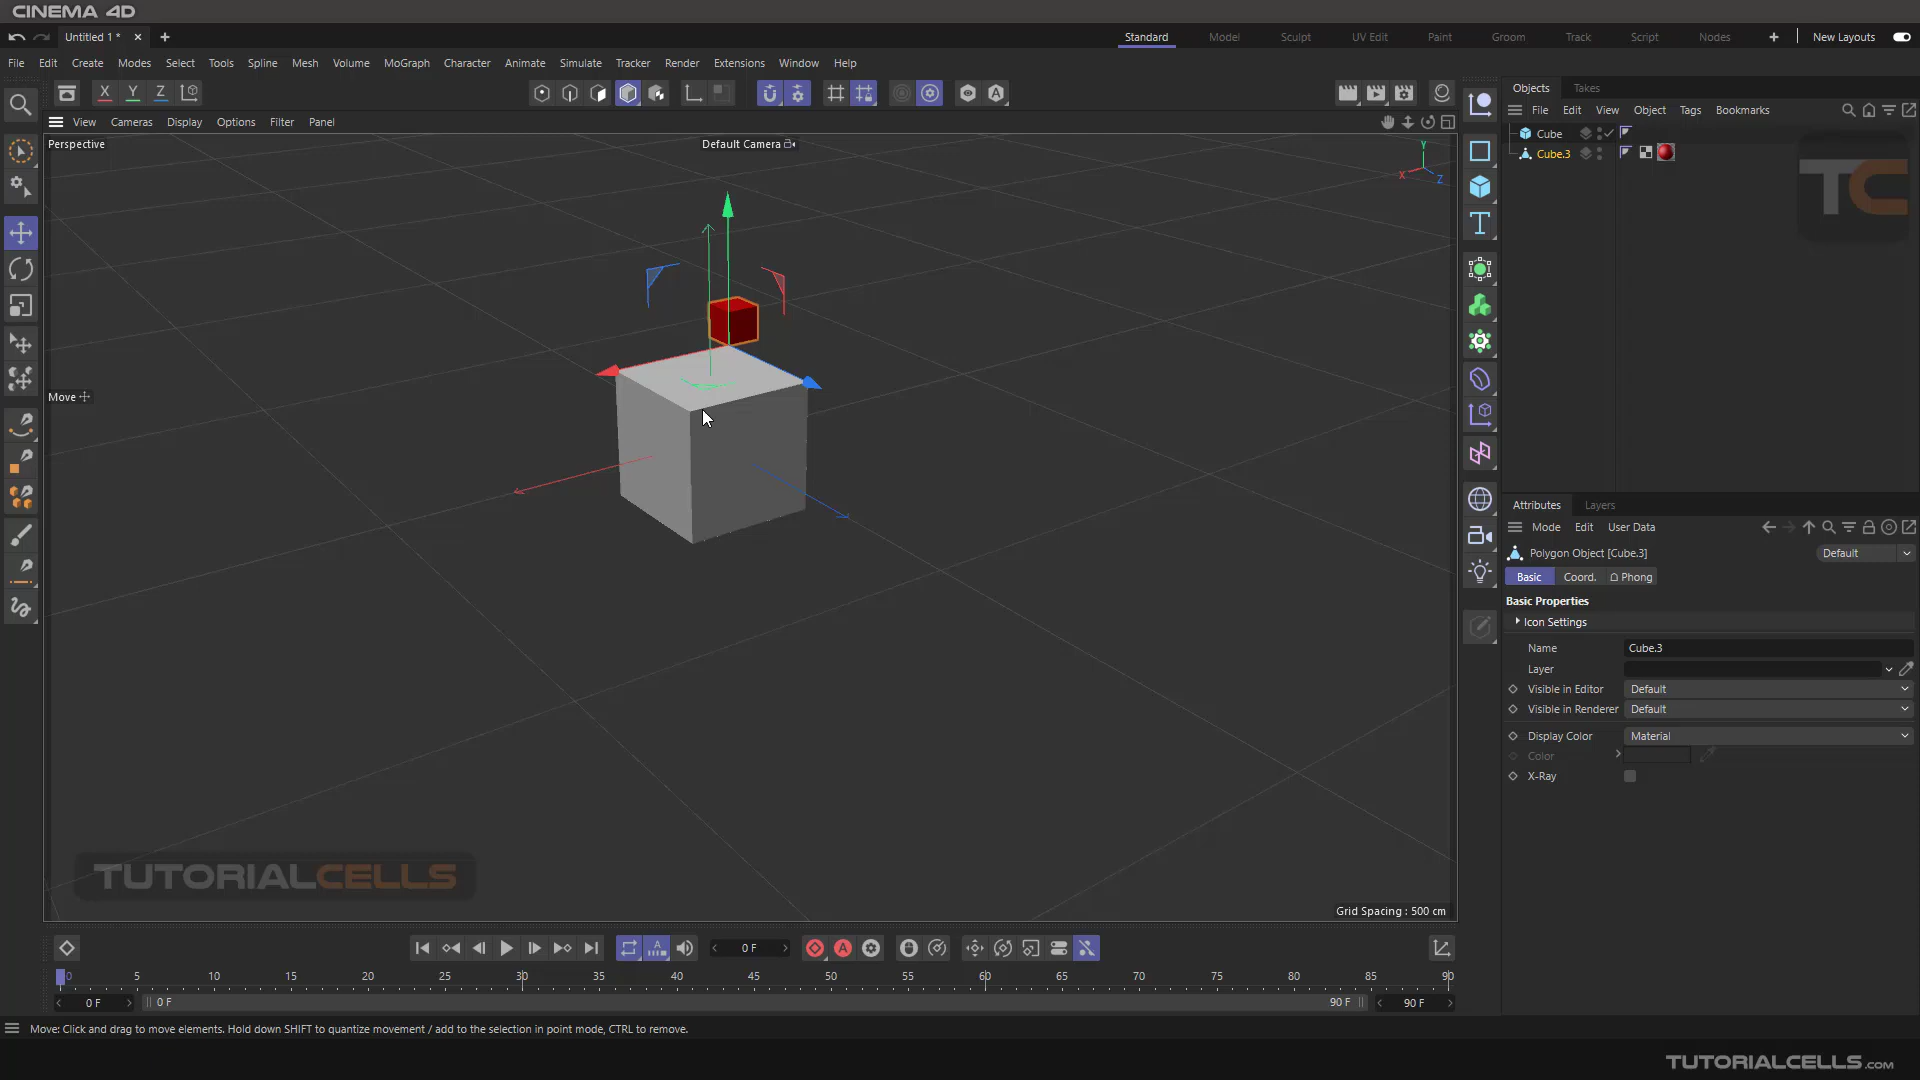 CINEMA 4D
Untitled 1 *
Standard
Model
Sculpt
UV Edit
Paint
Groom
Track
Script
Nodes
New Layouts
File Edit Create Modes Select Tools Spline Mesh Volume MoGraph Character Animate Simulate Tracker Render Extensions Window Help
X Y Z
View Cameras Display Options Filter Panel
Perspective
Default Camera
Y
X
Z
Move
Grid Spacing : 500 cm
TUTORIALCELLS
Objects Takes
File Edit View Object Tags Bookmarks
Cube
Cube.3
TC
Attributes Layers
Mode Edit User Data
Polygon Object [Cube.3]
Default
Basic Coord. Phong
Basic Properties
Icon Settings
Name Cube.3
Layer
Visible in Editor Default
Visible in Renderer Default
Display Color Material
Color
X-Ray
0 F
0 5 10 15 20 25 30 35 40 45 50 55 60 65 70 75 80 85 90
0 F 0 F 90 F 90 F
Move: Click and drag to move elements. Hold down SHIFT to quantize movement / add to the selection in point mode, CTRL to remove.
TUTORIALCELLS.com